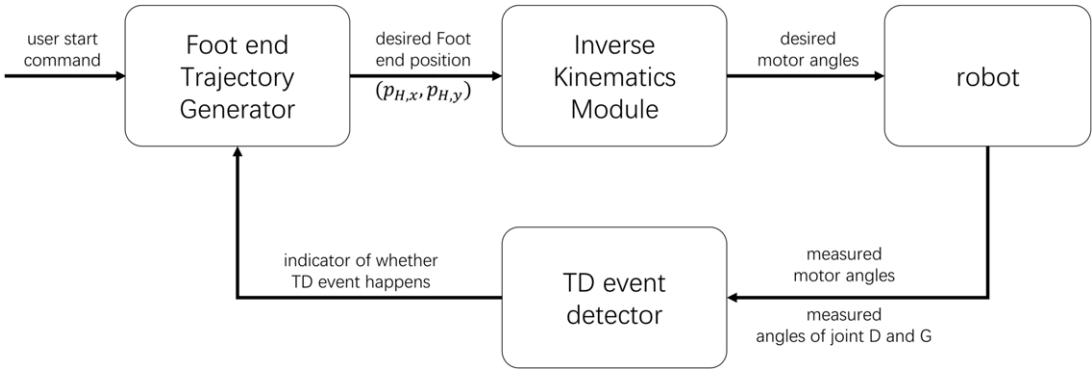 user start
command
Foot end
Trajectory
Generator
desired Foot
end position
(p_{H,x}, p_{H,y})
Inverse
Kinematics
Module
desired
motor angles
robot
indicator of whether
TD event happens
TD event
detector
measured
motor angles
measured
angles of joint D and G